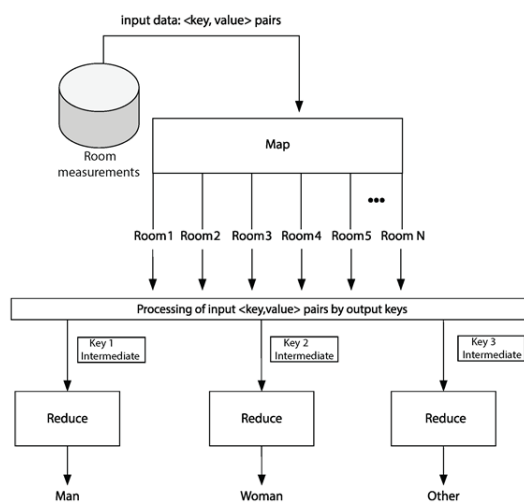 input data: <key, value> pairs
Room
measurements
Map
•••
Room1
Room2
Room3
Room4
Room5
Room N
Processing of input <key,value> pairs by output keys
Key 1
Intermediate
Key 2
Intermediate
Key 3
Intermediate
Reduce
Reduce
Reduce
Man
Woman
Other